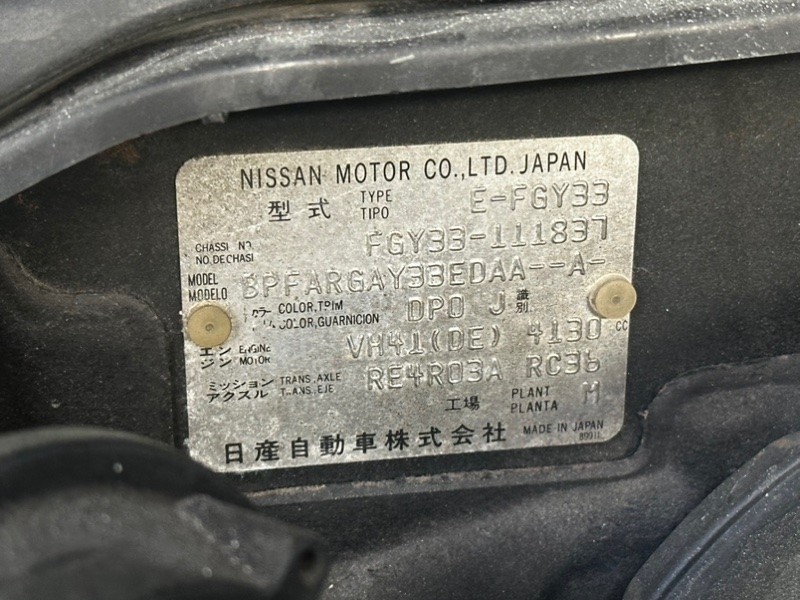 NISSAN MOTOR CO.,LTD. JAPAN
型式 TYPE TIPO E-FGY33
CHASSI NO. NO.DECHASI FGY33-111837
MODEL MODELO BPFARGAY33EDAA--A-
カラー COLOR,TRIM COLOR,GUARNICION DPO J 識別
エンジン ENGINE MOTOR VH41(DE) 4130 CC
ミッション アクスル TRANS.AXLE TRANS.EJE RE4R03A RC36
工場 PLANT PLANTA M
日産自動車株式会社 MADE IN JAPAN